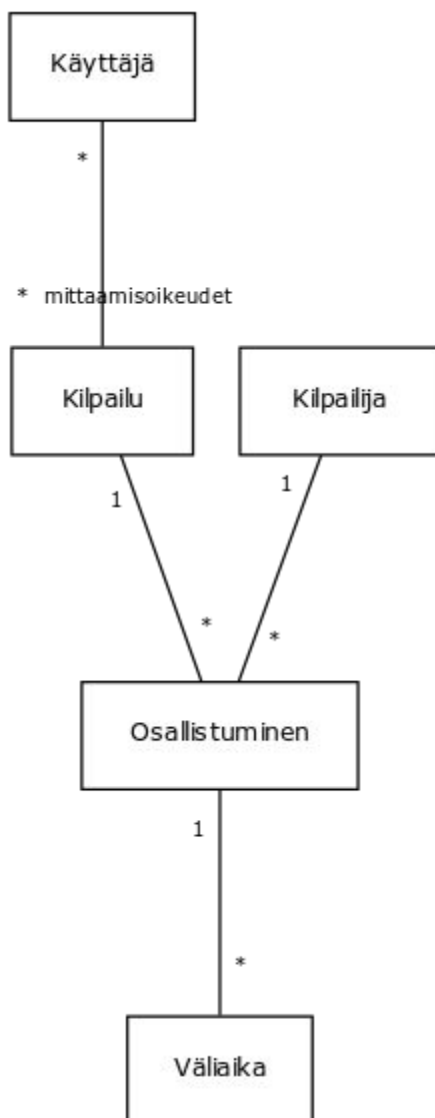 Käyttäjä
*
* mittaamisoikeudet
Kilpailu
Kilpailija
1
1
*
*
Osallistuminen
1
*
Väliaika